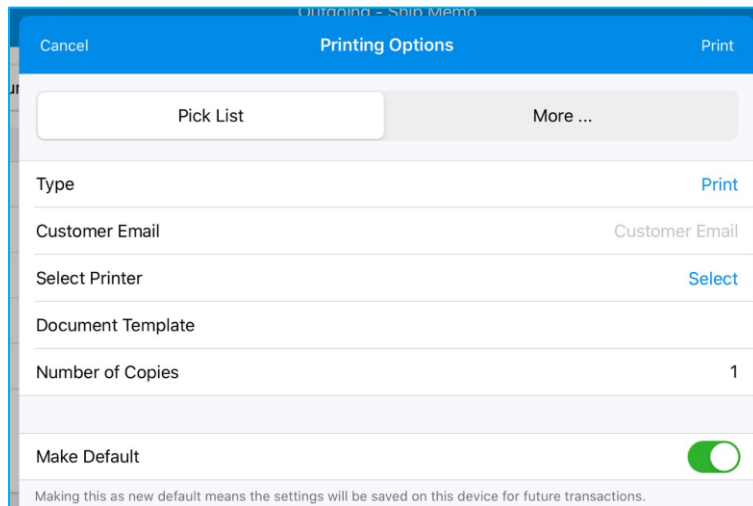 Outgoing - Ship Memo
Cancel Printing Options Print
Pick List More ...
Type Print
Customer Email Customer Email
Select Printer Select
Document Template
Number of Copies 1
Make Default
Making this as new default means the settings will be saved on this device for future transactions.